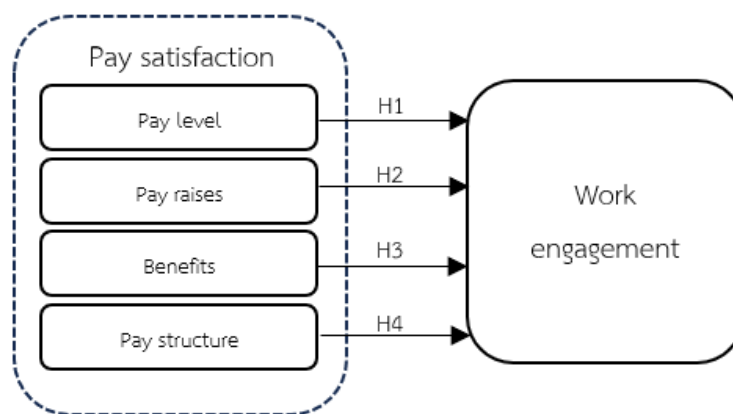 Pay satisfaction
Pay level
H1
Pay raises
H2
Benefits
H3
Pay structure
H4
Work
engagement